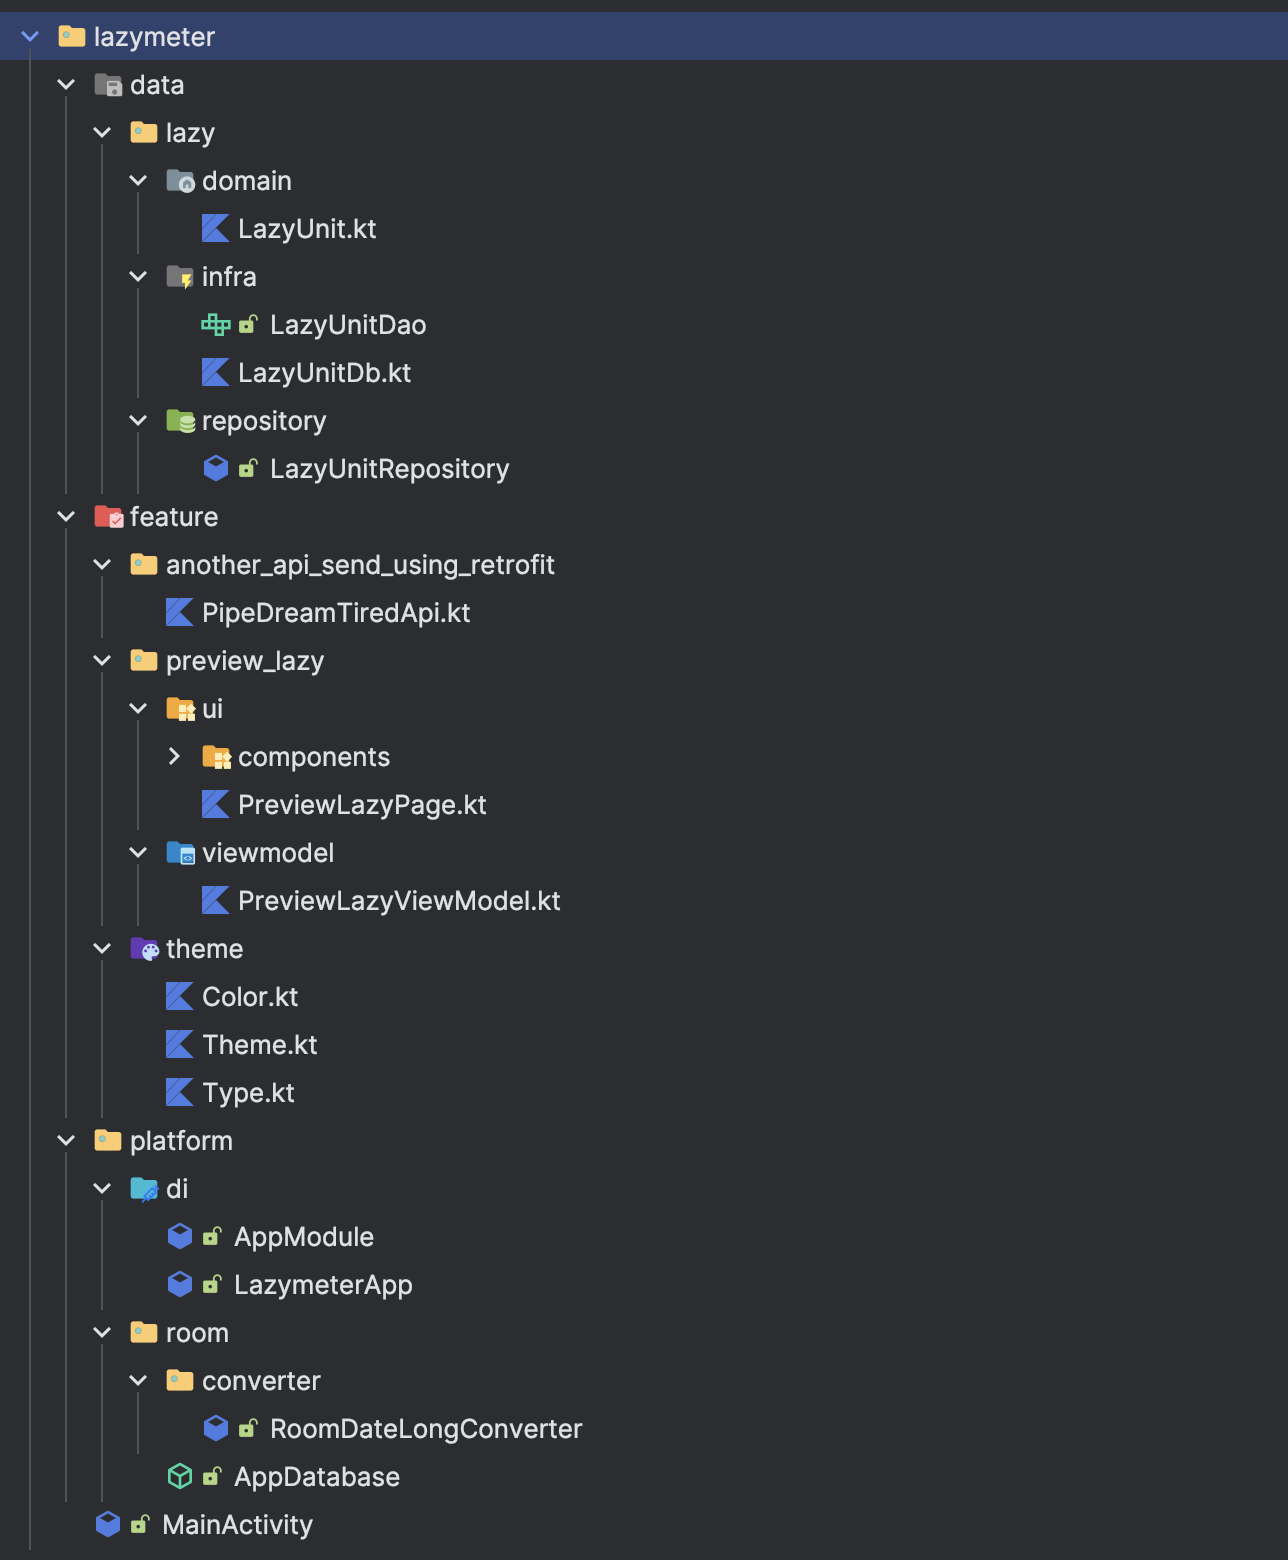 lazymeter
data
lazy
domain
LazyUnit.kt
infra
LazyUnitDao
LazyUnitDb.kt
repository
LazyUnitRepository
feature
another_api_send_using_retrofit
PipeDreamTiredApi.kt
preview_lazy
ui
components
PreviewLazyPage.kt
viewmodel
PreviewLazyViewModel.kt
theme
Color.kt
Theme.kt
Type.kt
platform
di
AppModule
LazymeterApp
room
converter
RoomDateLongConverter
AppDatabase
MainActivity